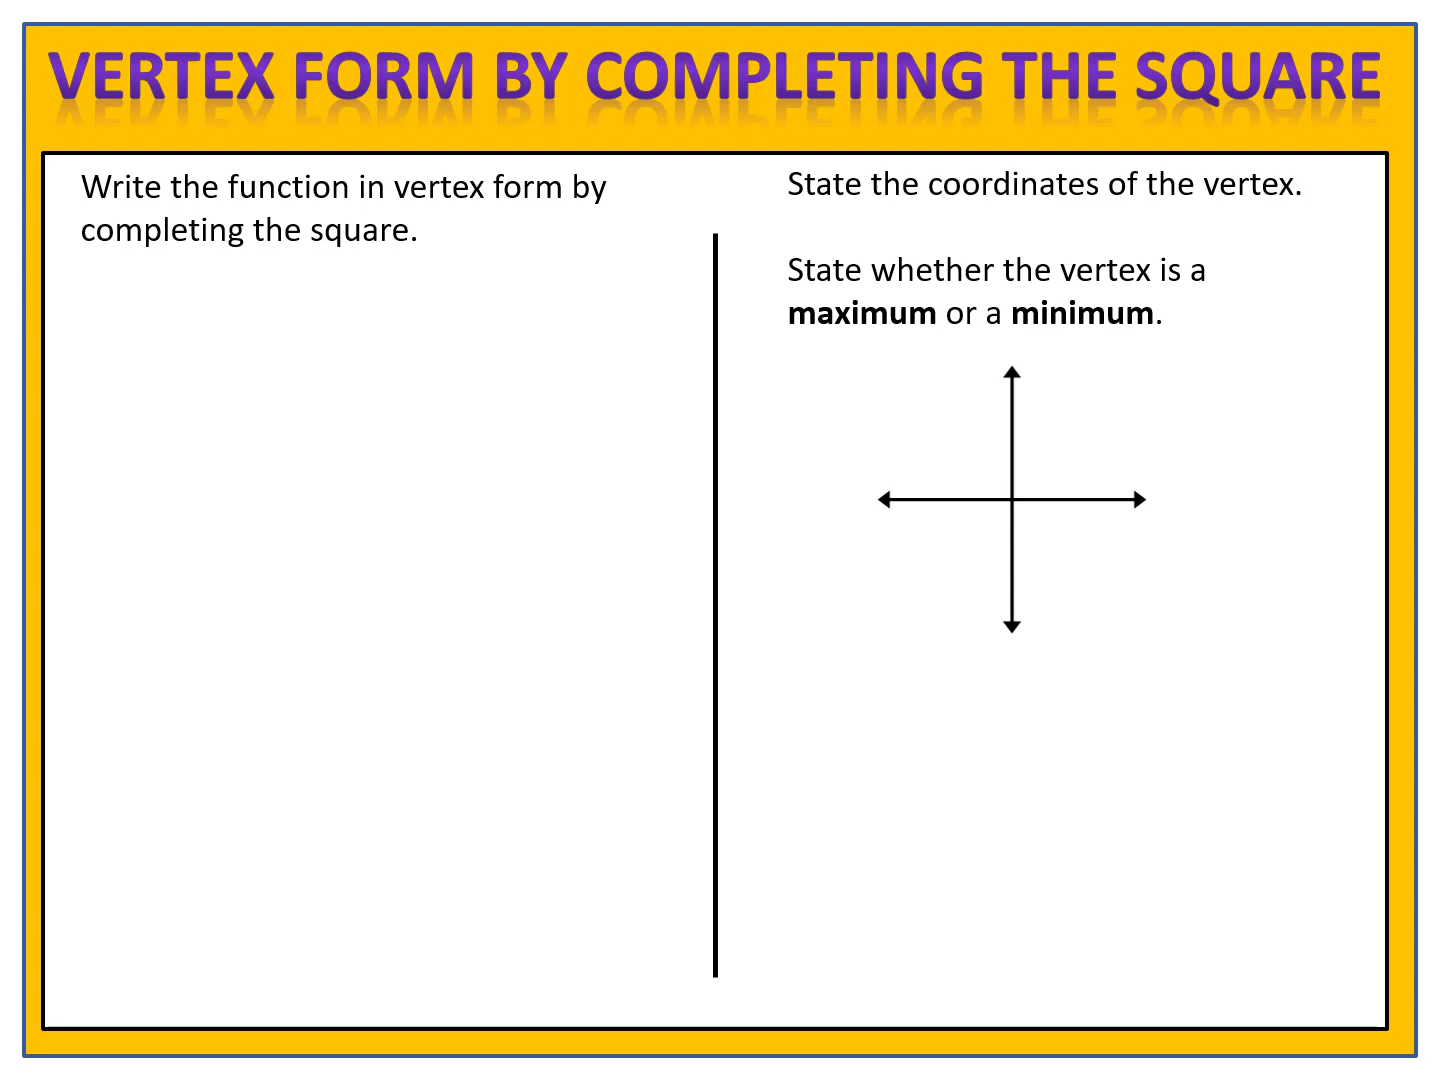 VERTEX FORM BY COMPLETING THE SQUARE
Write the function in vertex form by
completing the square.
State the coordinates of the vertex.
State whether the vertex is a
maximum or a minimum.